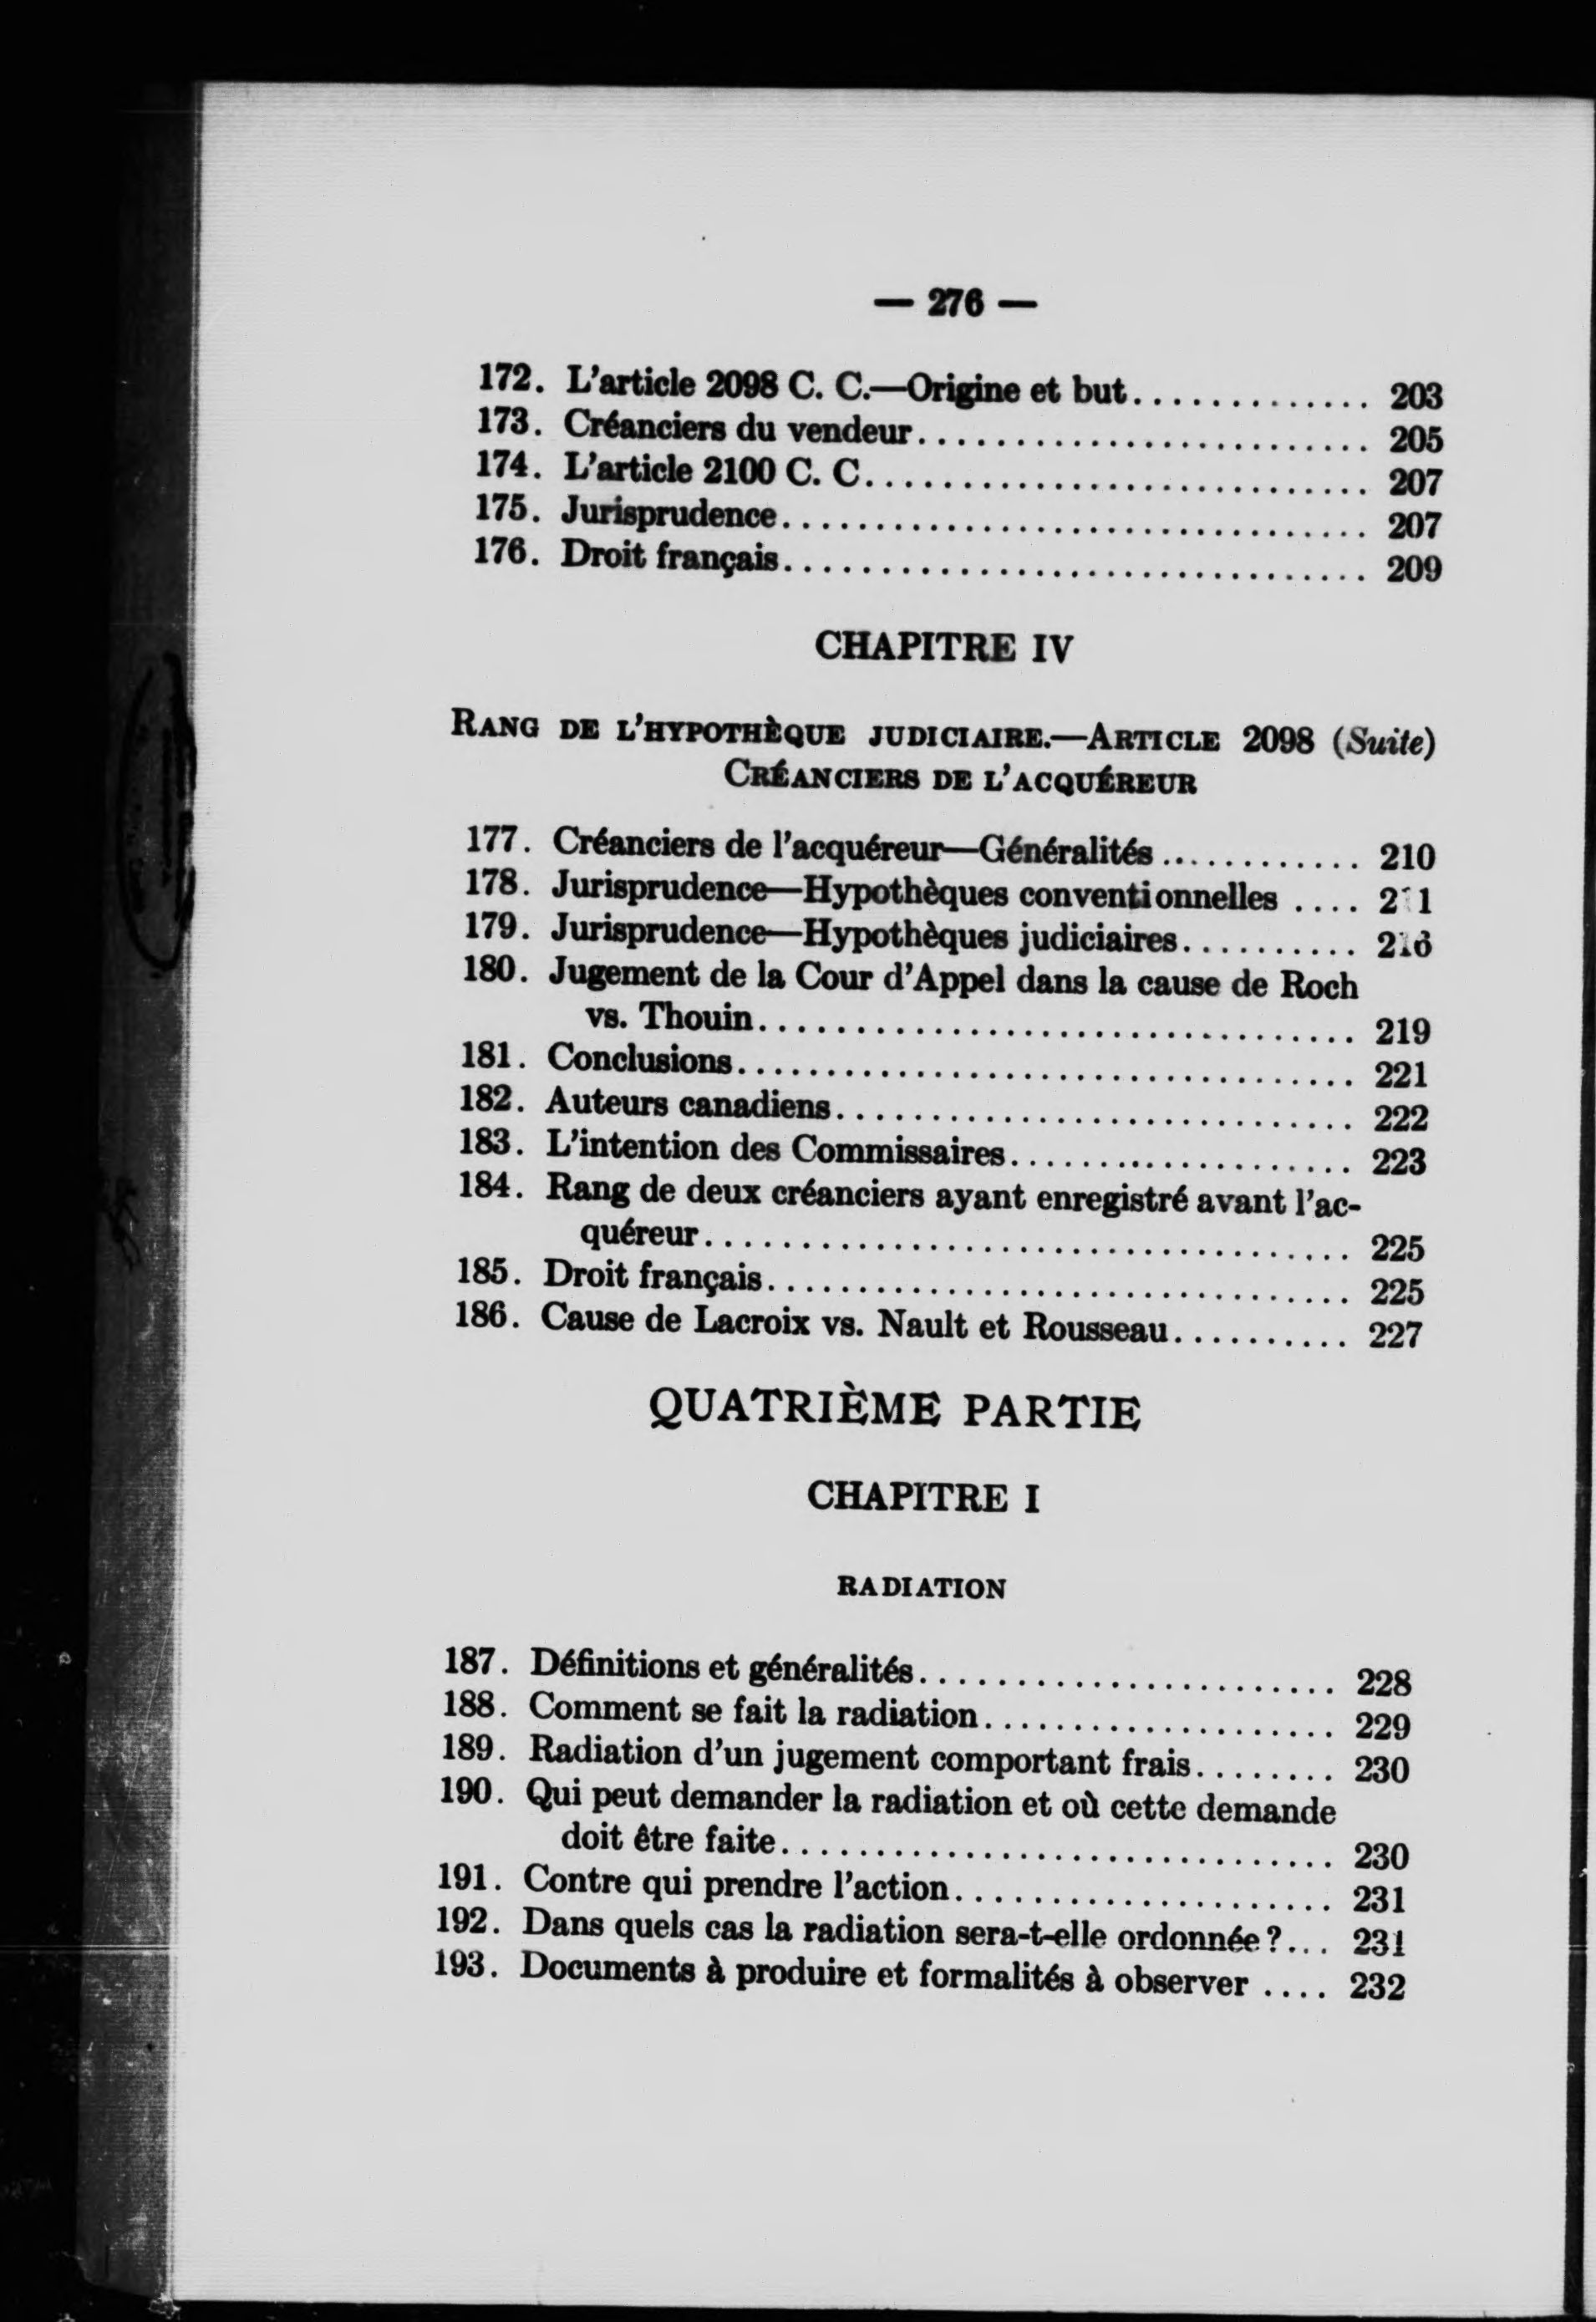 — 276 —
172. L'article 2098 C. C.—Origine et but.............. 203
173. Créanciers du vendeur............................ 205
174. L'article 2100 C. C.............................. 207
175. Jurisprudence.................................... 207
176. Droit français................................... 209
CHAPITRE IV
RANG DE L'HYPOTHÈQUE JUDICIAIRE.—ARTICLE 2098 (Suite)
CRÉANCIERS DE L'ACQUÉREUR
177. Créanciers de l'acquéreur—Généralités............ 210
178. Jurisprudence—Hypothèques conventionnelles ....
179. Jurisprudence—Hypothèques judiciaires...........
180. Jugement de la Cour d'Appel dans la cause de Roch
vs. Thouin.................................... 219
181. Conclusions...................................... 221
182. Auteurs canadiens................................ 222
183. L'intention des Commissaires..................... 223
184. Rang de deux créanciers ayant enregistré avant l'ac-
quéreur....................................... 225
185. Droit français................................... 225
186. Cause de Lacroix vs. Nault et Rousseau........... 227
QUATRIÈME PARTIE
CHAPITRE I
RADIATION
187. Définitions et généralités....................... 228
188. Comment se fait la radiation..................... 229
189. Radiation d'un jugement comportant frais........ 230
190. Qui peut demander la radiation et où cette demande
doit être faite............................... 230
191. Contre qui prendre l'action...................... 231
192. Dans quels cas la radiation sera-t-elle ordonnée?... 231
193. Documents à produire et formalités à observer .... 232